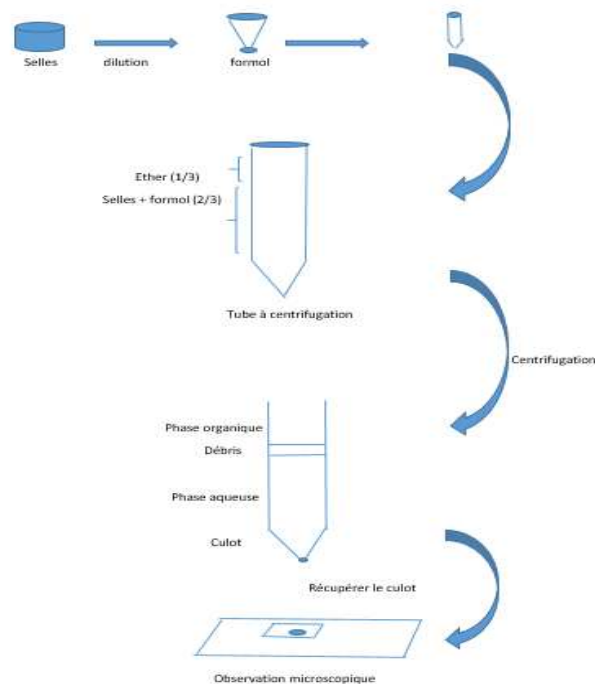 Selles
dilution
formol
Ether (1/3)
Selles + formol (2/3)
Tube à centrifugation
Centrifugation
Phase organique
Débris
Phase aqueuse
Culot
Récupérer le culot
Observation microscopique